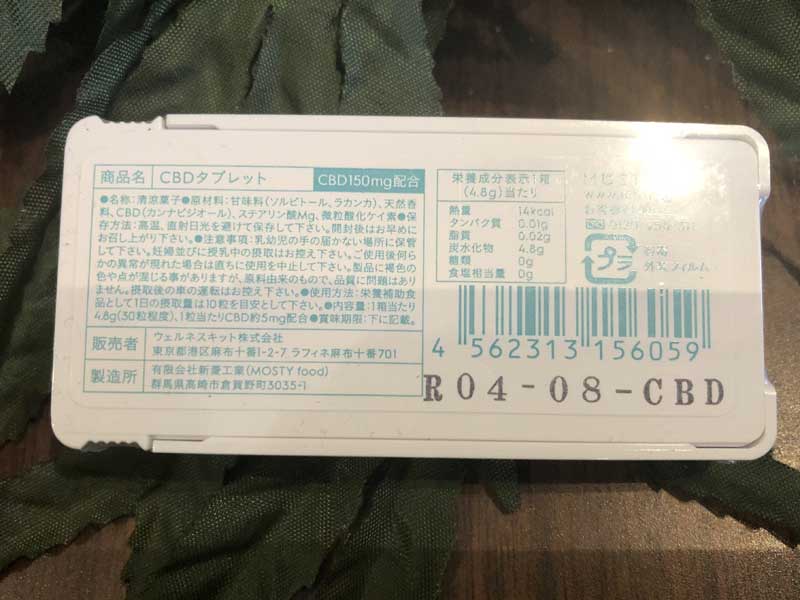 商品名 CBDタブレット CBD150mg配合
●名称：清涼菓子●原材料：甘味料(ソルビトール、ラカンカ)、天然香
料、CBD(カンナビジオール)、ステアリン酸Mg、微粒酸化ケイ素●保
存方法：高温、直射日光を避けて保存して下さい。開封後はお早めに
お召し上がり下さい。●注意事項：乳幼児の手の届かない場所に保管
して下さい。妊婦並びに授乳中の摂取はお控え下さい。ご使用後何ら
かの異常が現れた場合は直ちに使用を中止して下さい。製品に褐色の
色や点が混じる事がありますが、原料由来のもので、品質に問題はあり
ません。摂取後の車の運転はお控え下さい。●使用方法：栄養補助食
品として1日の摂取量は10粒を目安として下さい。●内容量：1箱当たり
4.8g(30粒程度)、1粒当たりCBD約5mg配合●賞味期限：下に記載。
販売者 ウェルネスキット株式会社
東京都港区麻布十番1-2-7 ラフィネ麻布十番701
製造所 有限会社新菱工業(MOSTY food)
群馬県高崎市倉賀野町3035-1
栄養成分表示1箱
(4.8g)当たり
熱量 14kcal
タンパク質 0.01g
脂質 0.02g
炭水化物 4.8g
糖類 0g
食塩相当量 0g
プラ
外装フィルム
4 562313 156059
R04-08-CBD